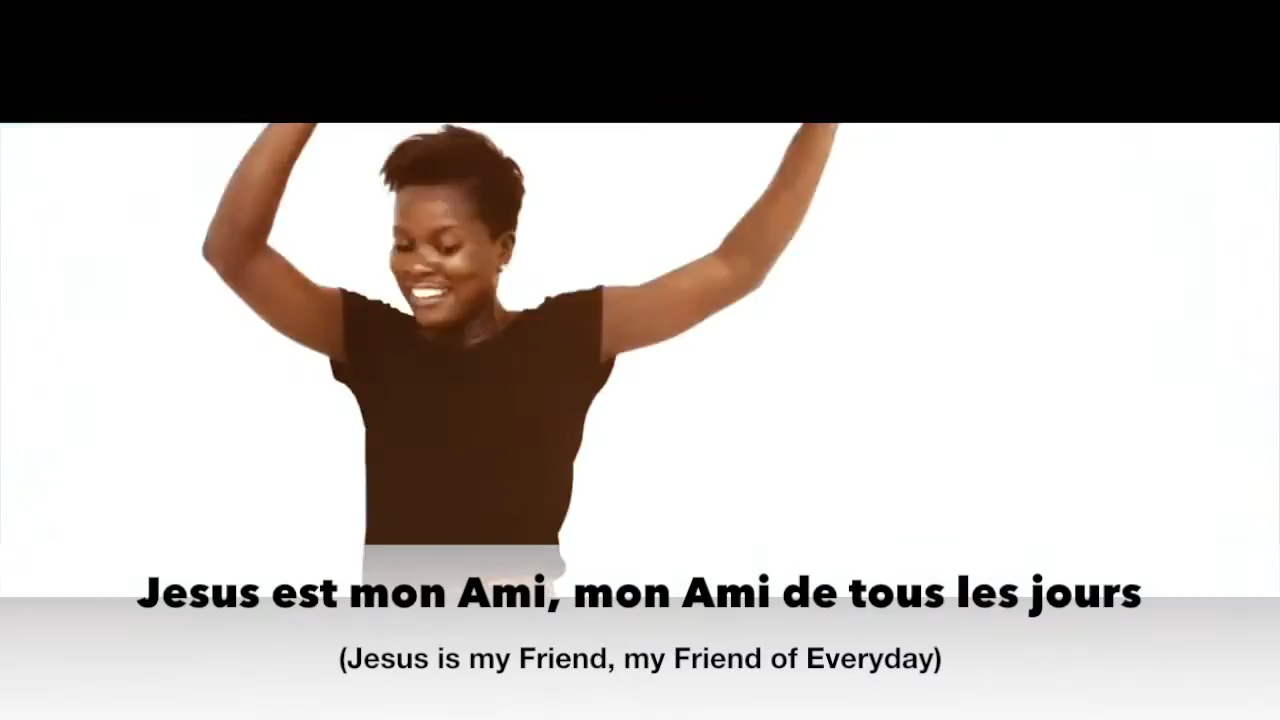 Jesus est mon Ami, mon Ami de tous les jours
(Jesus is my Friend, my Friend of Everyday)